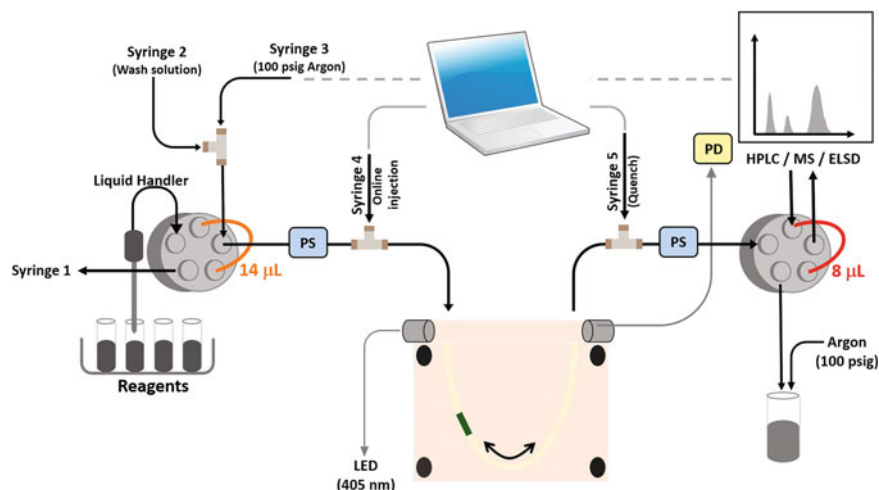 Syringe 2
(Wash solution)
Syringe 3
(100 psig Argon)
Liquid Handler
Syringe 1
14 µL
Reagents
PS
Syringe 4
Online
injection
Syringe 5
(Quench)
PS
PD
HPLC / MS / ELSD
8 µL
Argon
(100 psig)
LED
(405 nm)